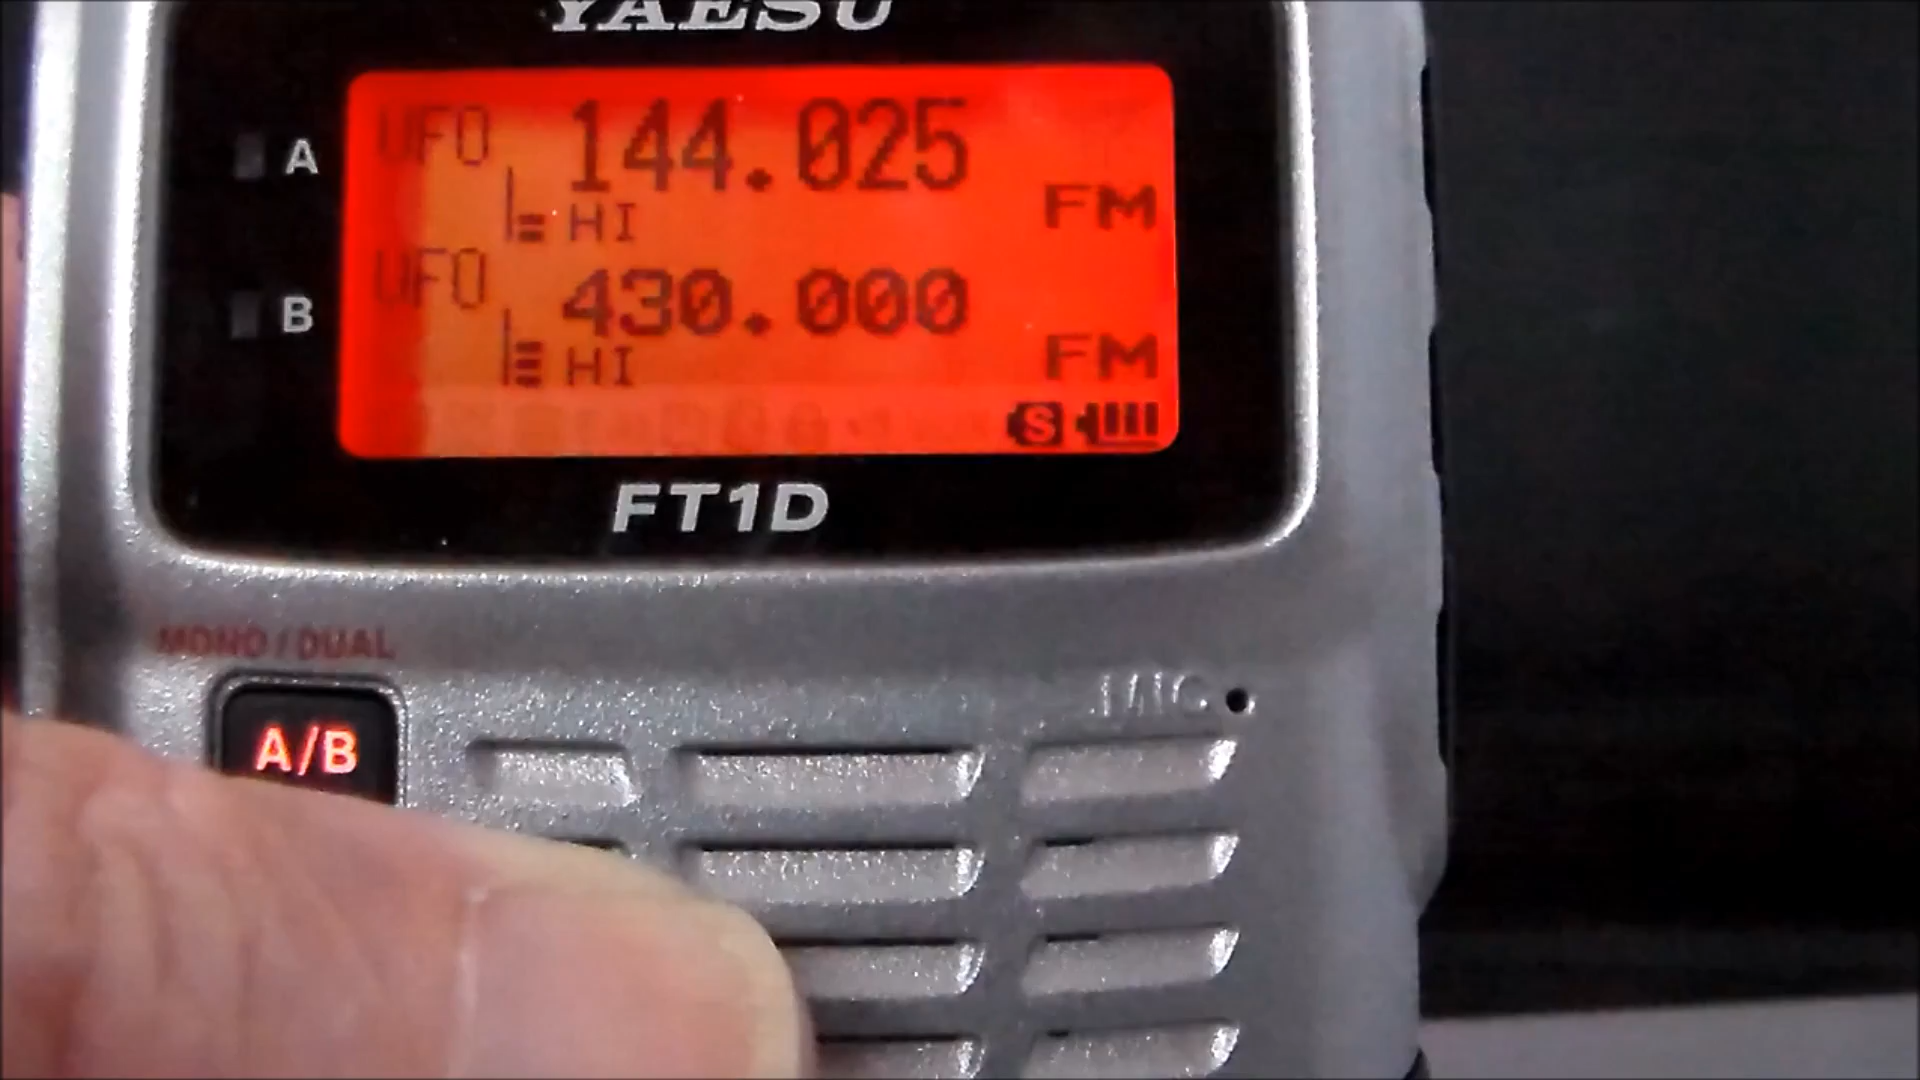 YAESU
A
VFO 144.025
HI FM
B
VFO 430.000
HI FM
S
FT1D
MONO / DUAL
A/B
MIC